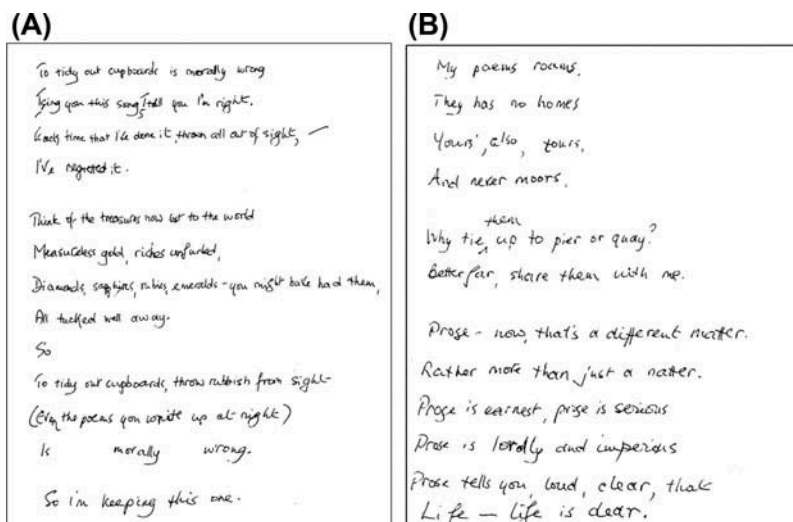 (A)
To tidy out cupboards is morally wrong
I sing you this song, I tell you I'm right.
Each time that I've done it, thrown all out of sight,
I've regretted it.
Think of the treasures now lost to the world
Measureless gold, riches unfurled,
Diamonds, sapphires, rubies, emeralds - you might have had them,
All tucked well away.
So
To tidy out cupboards, throw rubbish from sight
(Even the poems you write up at night)
Is morally wrong.
So I'm keeping this one.
(B)
My poems roams,
They has no homes
Yours', also, yours,
And never moors.
Why tie them up to pier or quay?
Better far, share them with me.
Prose - now, that's a different matter.
Rather more than just a natter.
Prose is earnest, prose is serious
Prose is lordly and imperious
Prose tells you, loud, clear, that
Life — life is dear.